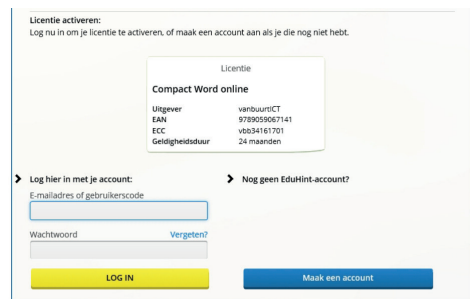 Licentie activeren:
Log nu in om je licentie te activeren, of maak een account aan als je die nog niet hebt.
Licentie
Compact Word online
Uitgever vanbuurtICT
EAN 9789059067141
ECC vbb34161701
Geldigheidsduur 24 maanden
Log hier in met je account:
E-mailadres of gebruikerscode
Wachtwoord Vergeten?
LOG IN
Nog geen EduHint-account?
Maak een account